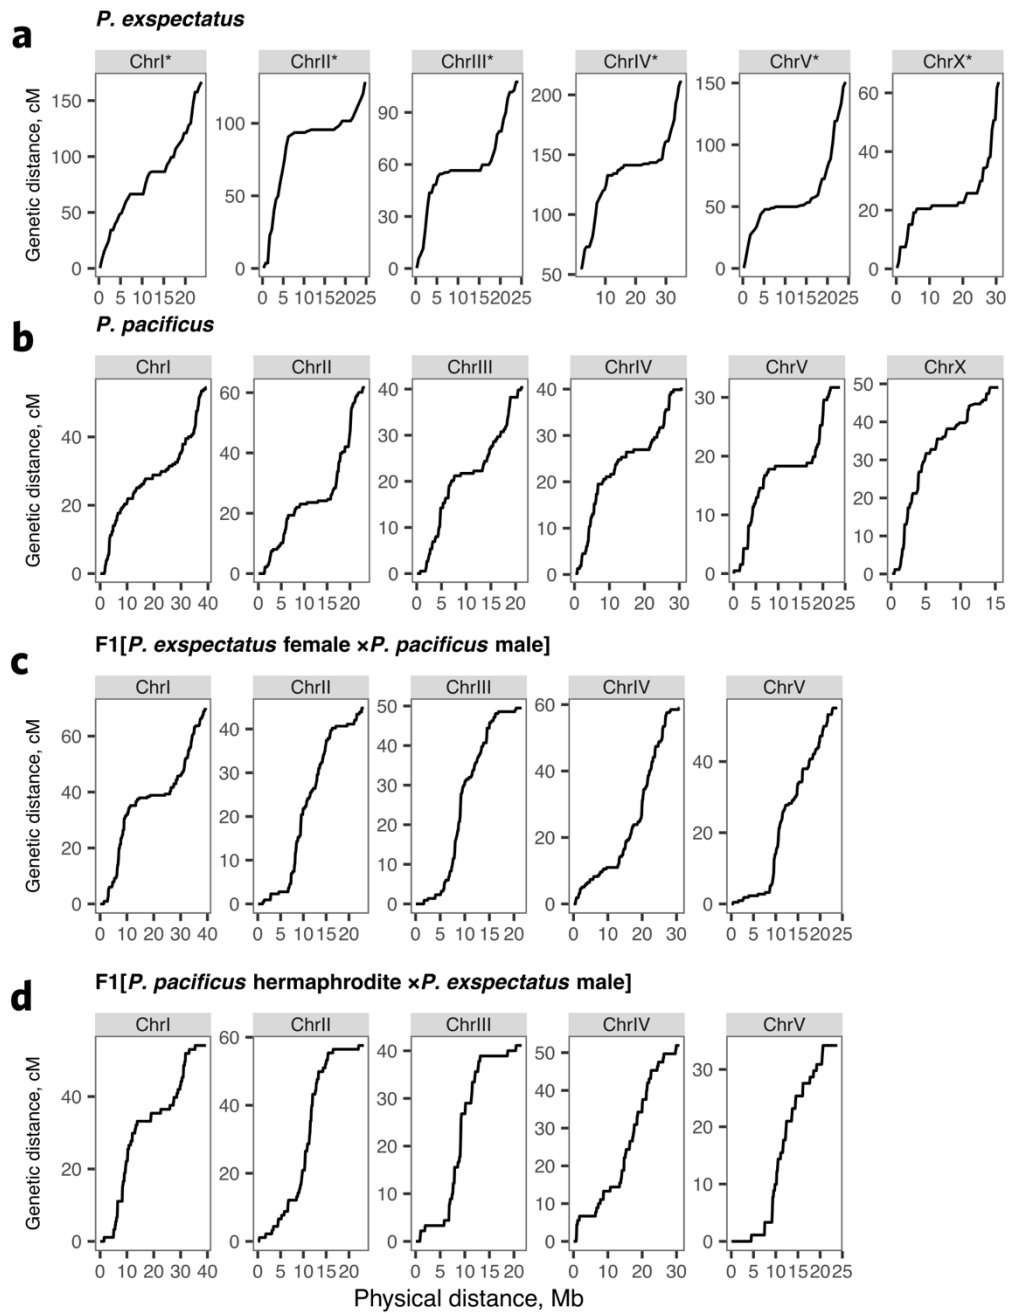 a
P. exspectatus
ChrI* ChrII* ChrIII* ChrIV* ChrV* ChrX*
Genetic distance, cM
150 100 50 0
100 50 0
90 60 30 0
200 150 100 50
150 100 50 0
60 40 20 0
0 5 10 15 20
0 5 10 15 20 25
0 5 10 15 20 25
10 20 30
0 5 10 15 20 25
0 10 20 30
b
P. pacificus
ChrI ChrII ChrIII ChrIV ChrV ChrX
Genetic distance, cM
40 20 0
60 40 20 0
40 30 20 10 0
40 30 20 10 0
30 20 10 0
50 40 30 20 10 0
0 10 20 30 40
0 5 10 15 20
0 5 10 15 20
0 10 20 30
0 5 10 15 20 25
0 5 10 15
c
F1[P. exspectatus female ×P. pacificus male]
ChrI ChrII ChrIII ChrIV ChrV
Genetic distance, cM
60 40 20 0
40 30 20 10 0
50 40 30 20 10 0
60 40 20 0
40 20 0
0 10 20 30 40
0 5 10 15 20
0 5 10 15 20
0 10 20 30
0 5 10 15 20 25
d
F1[P. pacificus hermaphrodite ×P. exspectatus male]
ChrI ChrII ChrIII ChrIV ChrV
Genetic distance, cM
40 20 0
60 40 20 0
40 30 20 10 0
50 40 30 20 10 0
30 20 10 0
0 10 20 30 40
0 5 10 15 20
0 5 10 15 20
0 10 20 30
0 5 10 15 20 25
Physical distance, Mb